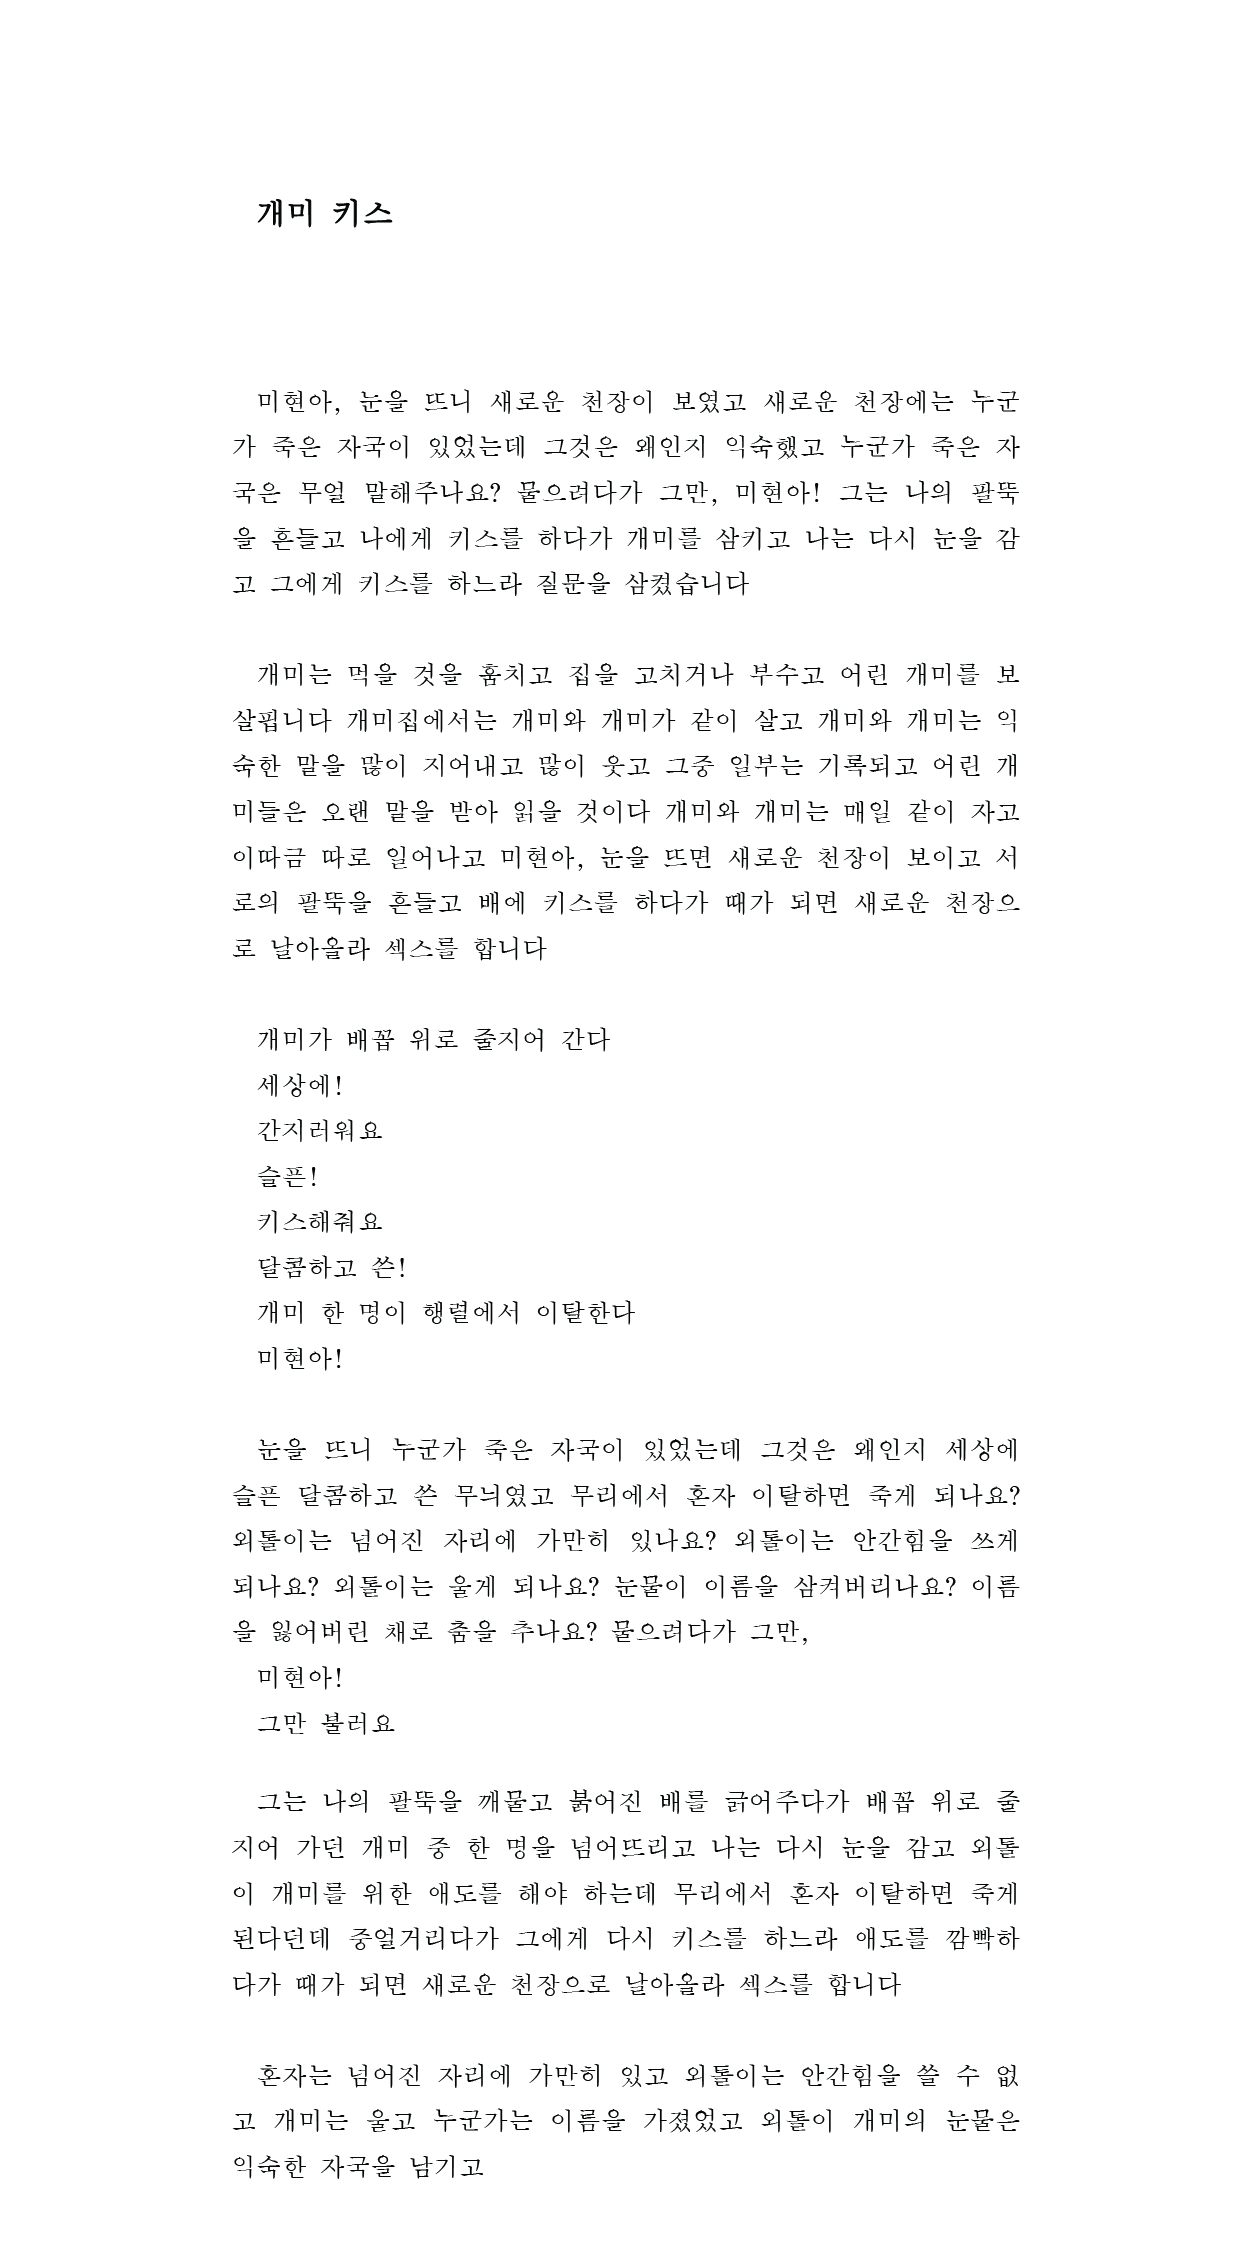 개미 키스
미현아, 눈을 뜨니 새로운 천장이 보였고 새로운 천장에는 누군
가 죽은 자국이 있었는데 그것은 왜인지 익숙했고 누군가 죽은 자
국은 무얼 말해주나요? 물으려다가 그만, 미현아! 그는 나의 팔뚝
을 흔들고 나에게 키스를 하다가 개미를 삼키고 나는 다시 눈을 감
고 그에게 키스를 하느라 질문을 삼켰습니다
개미는 먹을 것을 훔치고 집을 고치거나 부수고 어린 개미를 보
살핍니다 개미집에서는 개미와 개미가 같이 살고 개미와 개미는 익
숙한 말을 많이 지어내고 많이 웃고 그중 일부는 기록되고 어린 개
미들은 오랜 말을 받아 읽을 것이다 개미와 개미는 매일 같이 자고
이따금 따로 일어나고 미현아, 눈을 뜨면 새로운 천장이 보이고 서
로의 팔뚝을 흔들고 배에 키스를 하다가 때가 되면 새로운 천장으
로 날아올라 섹스를 합니다
개미가 배꼽 위로 줄지어 간다
세상에!
간지러워요
슬픈!
키스해줘요
달콤하고 쓴!
개미 한 명이 행렬에서 이탈한다
미현아!
눈을 뜨니 누군가 죽은 자국이 있었는데 그것은 왜인지 세상에
슬픈 달콤하고 쓴 무늬였고 무리에서 혼자 이탈하면 죽게 되나요?
외톨이는 넘어진 자리에 가만히 있나요? 외톨이는 안간힘을 쓰게
되나요? 외톨이는 울게 되나요? 눈물이 이름을 삼켜버리나요? 이름
을 잃어버린 채로 춤을 추나요? 묻으려다가 그만,
미현아!
그만 불러요
그는 나의 팔뚝을 깨물고 붉어진 배를 긁어주다가 배꼽 위로 줄
지어 가던 개미 중 한 명을 넘어뜨리고 나는 다시 눈을 감고 외톨
이 개미를 위한 애도를 해야 하는데 무리에서 혼자 이탈하면 죽게
된다던데 중얼거리다가 그에게 다시 키스를 하느라 애도를 깜빡하
다가 때가 되면 새로운 천장으로 날아올라 섹스를 합니다
혼자는 넘어진 자리에 가만히 있고 외톨이는 안간힘을 쓸 수 없
고 개미는 울고 누군가는 이름을 가졌었고 외톨이 개미의 눈물은
익숙한 자국을 남기고